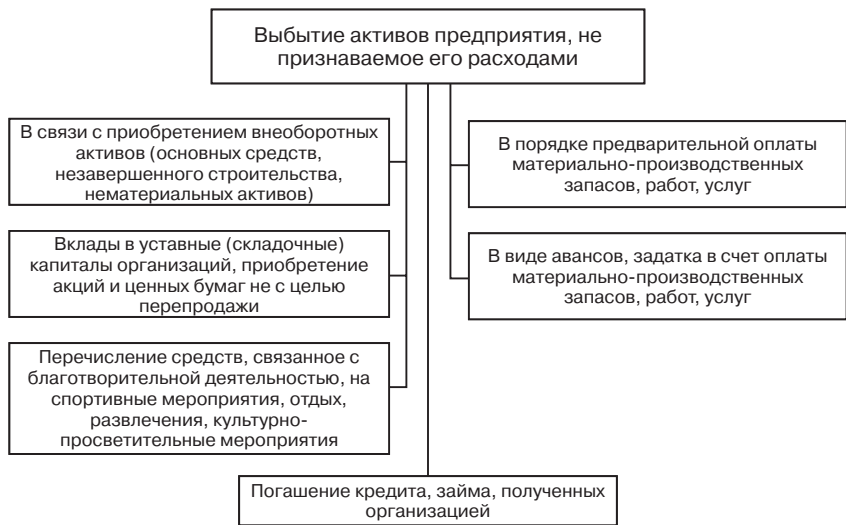 Выбытие активов предприятия, не
признаваемое его расходами
В связи с приобретением внеоборотных
активов (основных средств,
незавершенного строительства,
нематериальных активов)
Вклады в уставные (складочные)
капиталы организаций, приобретение
акций и ценных бумаг не с целью
перепродажи
Перечисление средств, связанное с
благотворительной деятельностью, на
спортивные мероприятия, отдых,
развлечения, культурно-
просветительные мероприятия
В порядке предварительной оплаты
материально-производственных
запасов, работ, услуг
В виде авансов, задатка в счет оплаты
материально-производственных
запасов, работ, услуг
Погашение кредита, займа, полученных
организацией